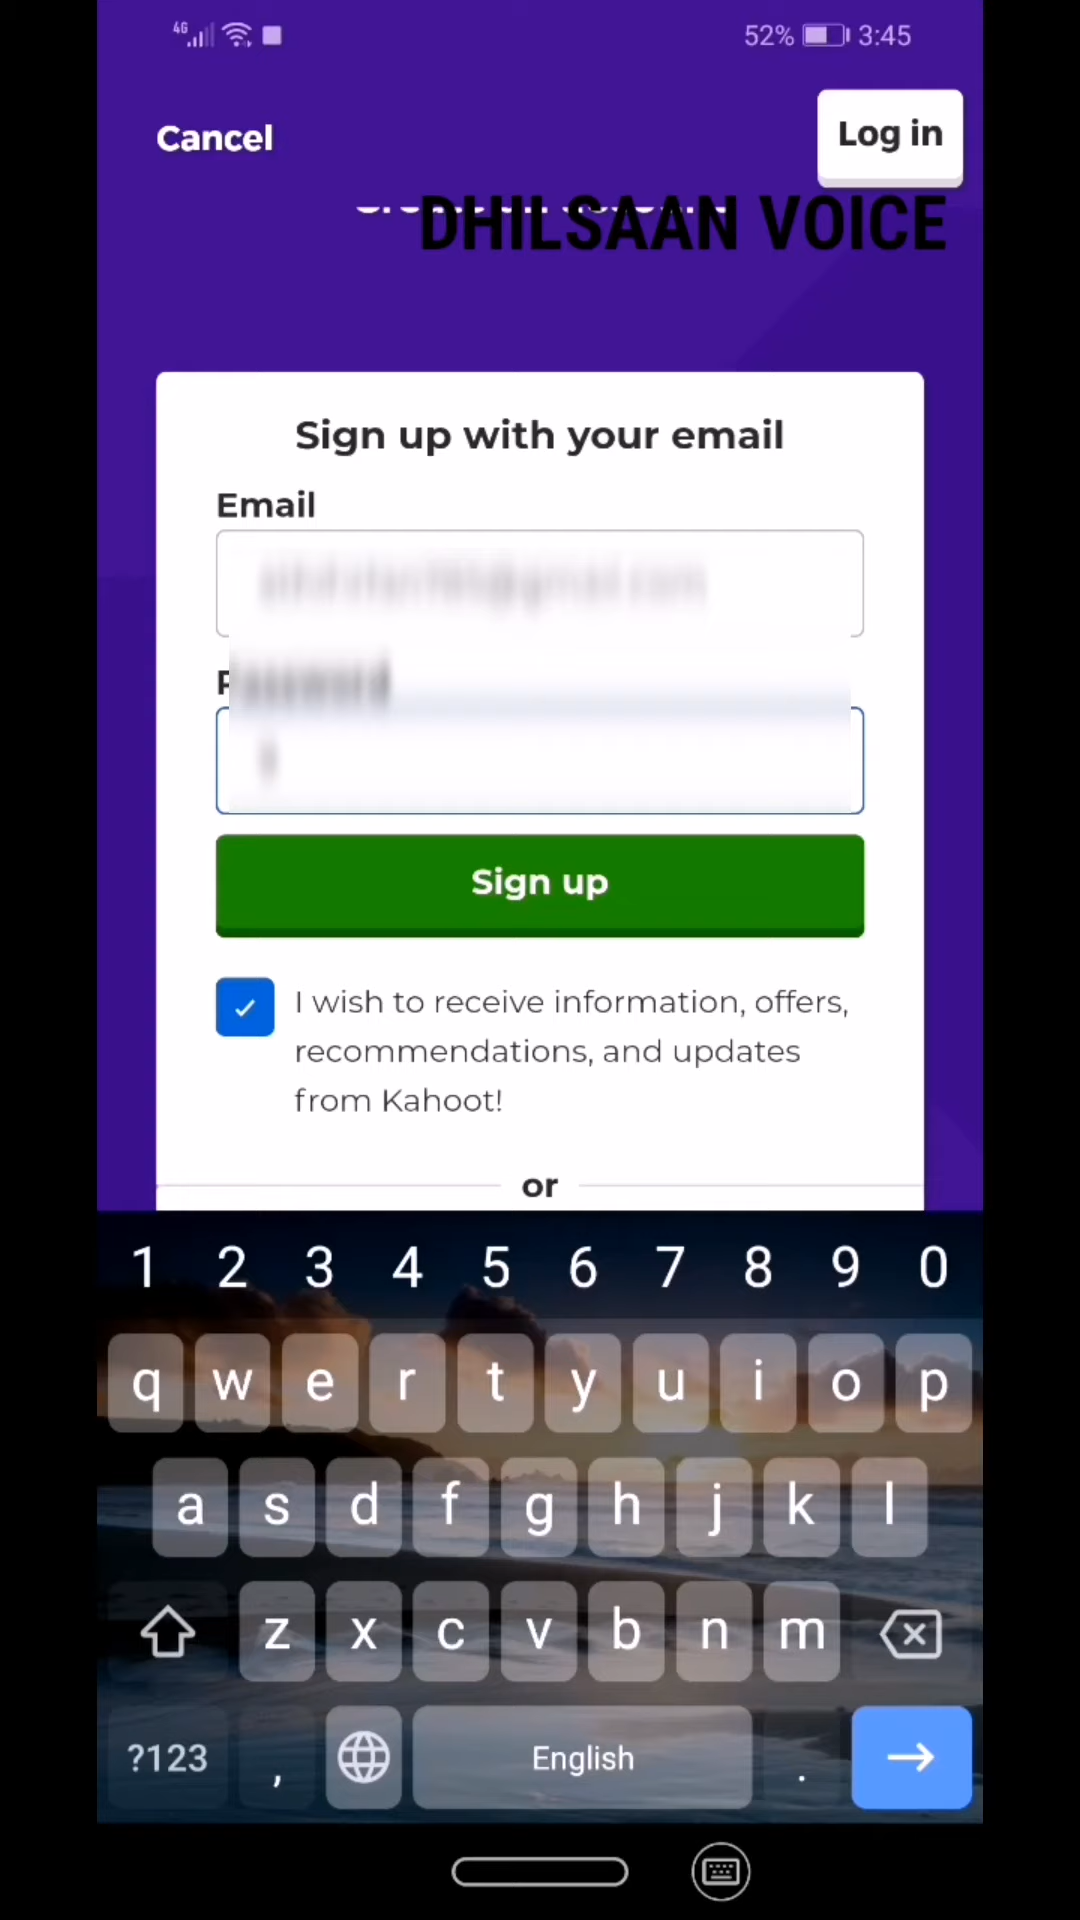 4G 52% 3:45
Cancel
Log in
DHILSAAN VOICE
Sign up with your email
Email
Password
Sign up
I wish to receive information, offers,
recommendations, and updates
from Kahoot!
or
1 2 3 4 5 6 7 8 9 0
q w e r t y u i o p
a s d f g h j k l
z x c v b n m
?123 , English .